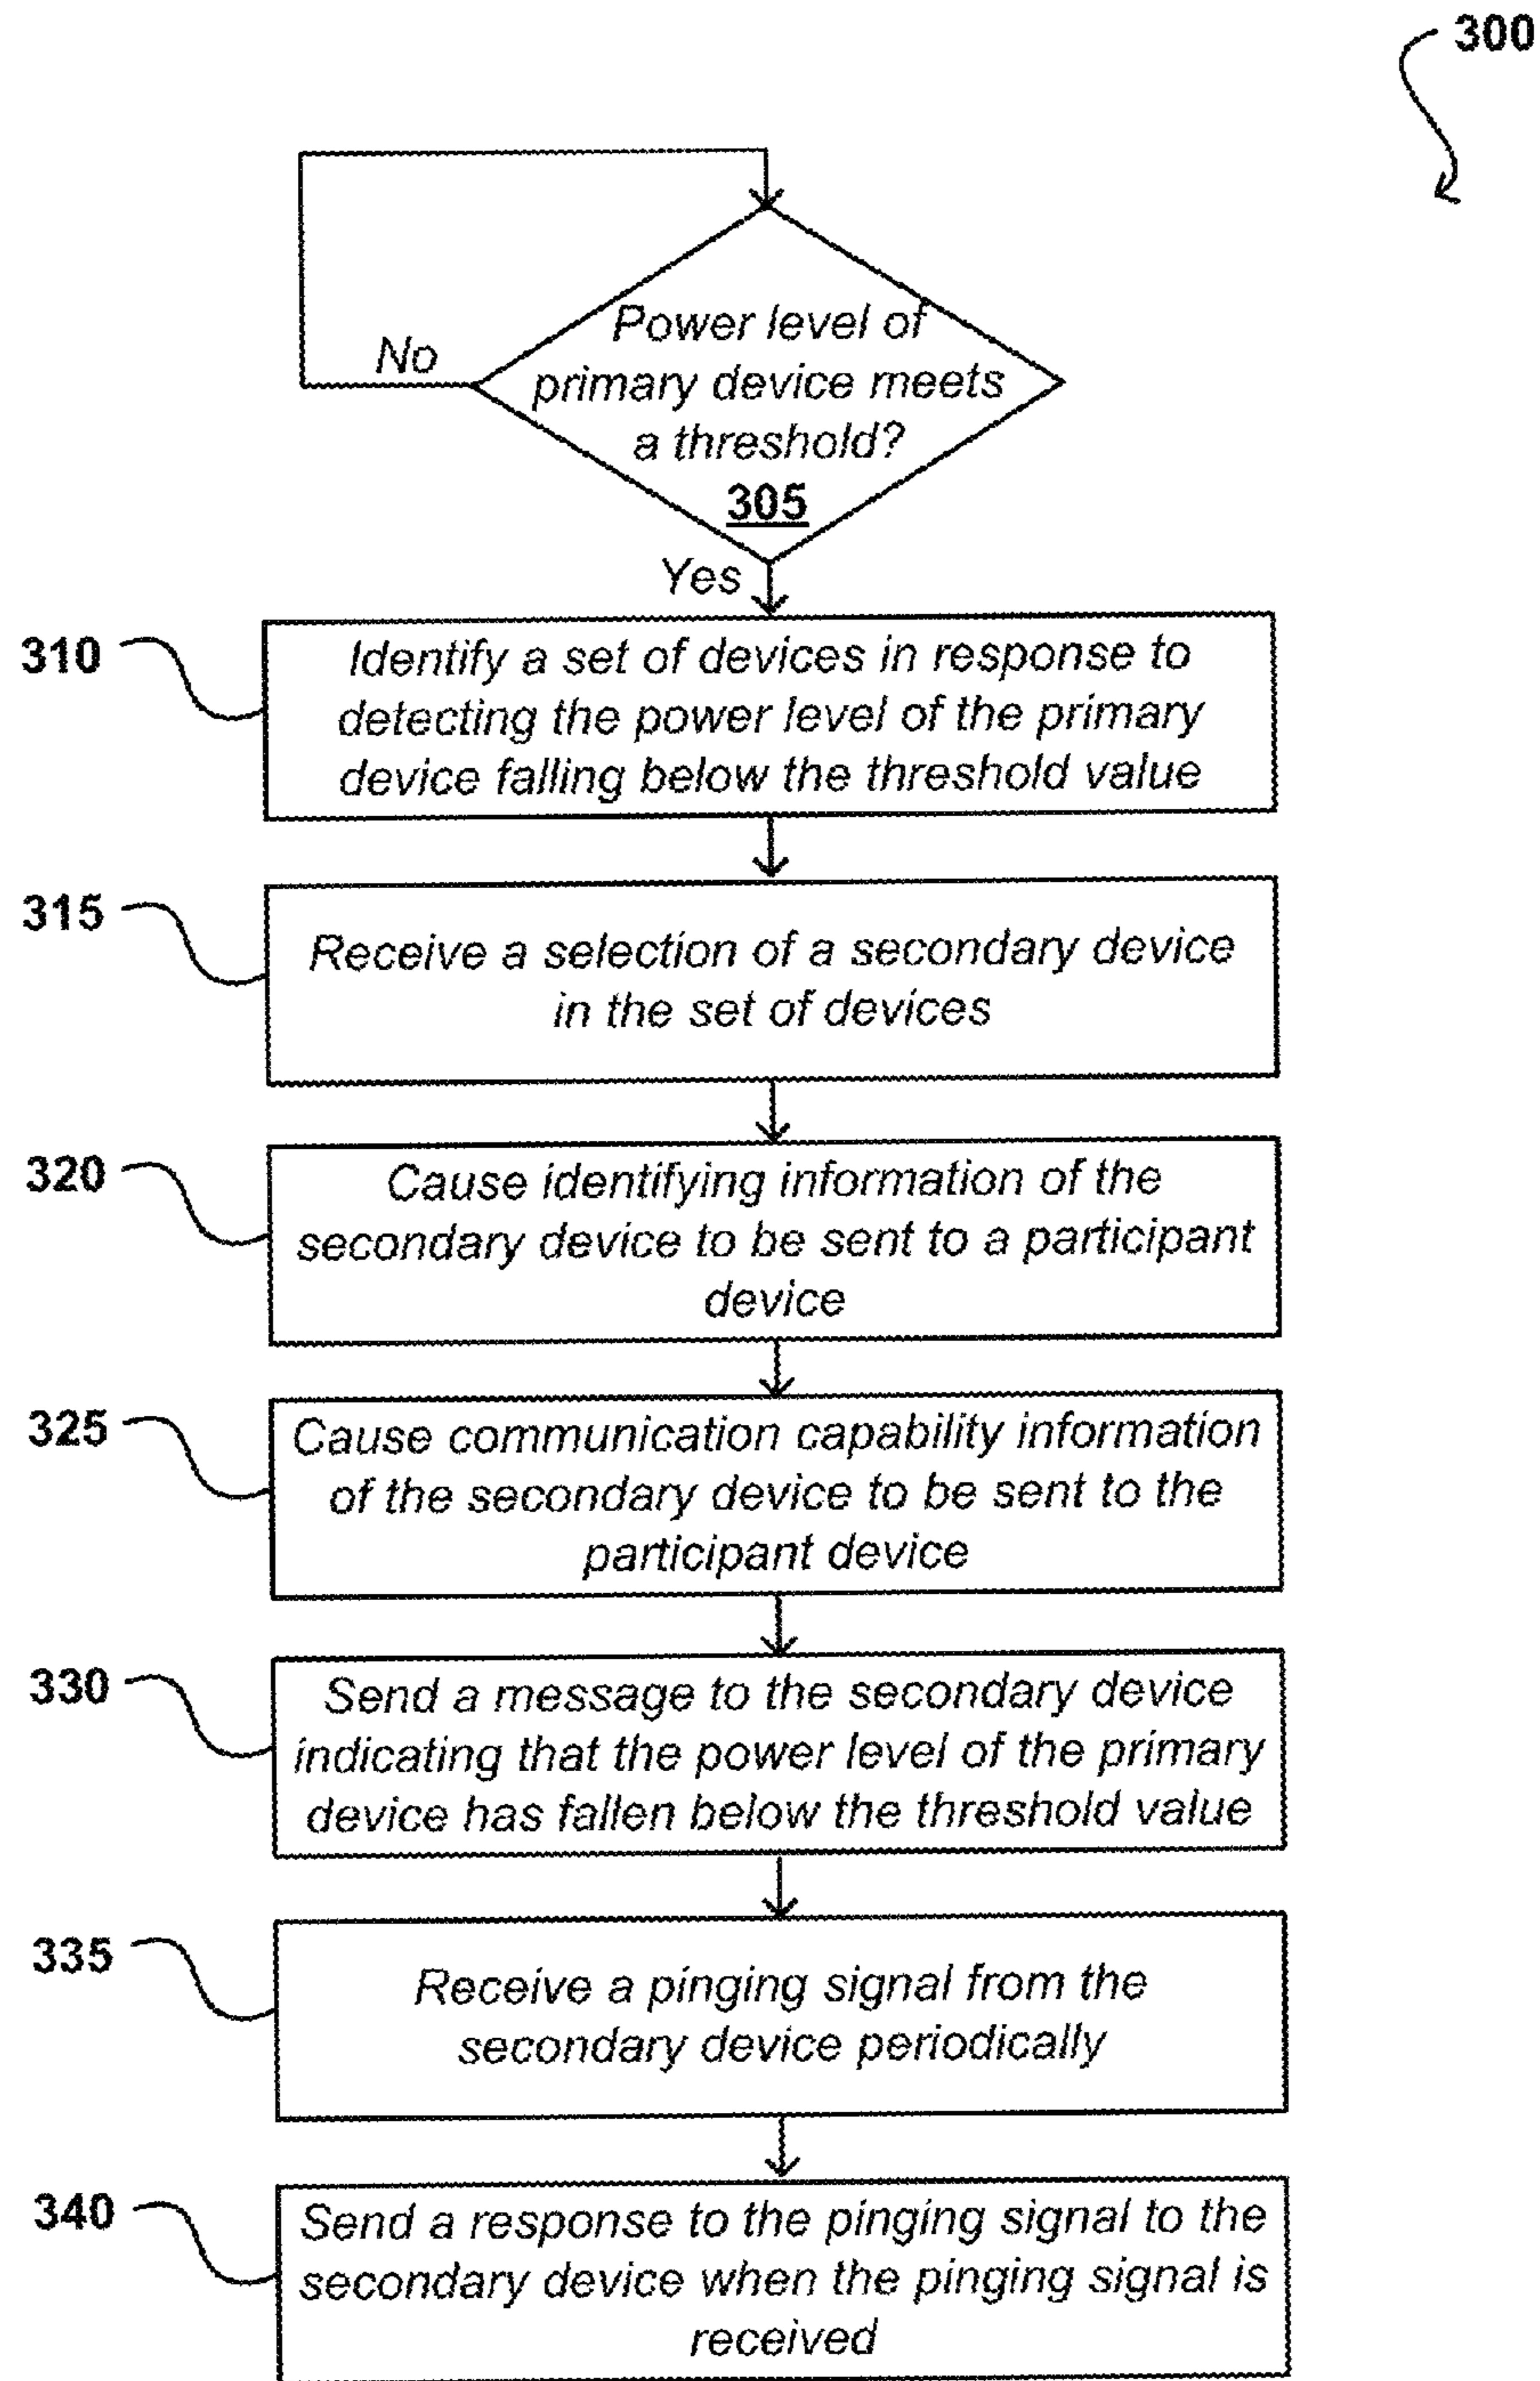 300
Power level of
primary device meets
a threshold?
305
No
Yes
310
Identify a set of devices in response to
detecting the power level of the primary
device falling below the threshold value
315
Receive a selection of a secondary device
in the set of devices
320
Cause identifying information of the
secondary device to be sent to a participant
device
325
Cause communication capability information
of the secondary device to be sent to the
participant device
330
Send a message to the secondary device
indicating that the power level of the primary
device has fallen below the threshold value
335
Receive a pinging signal from the
secondary device periodically
340
Send a response to the pinging signal to the
secondary device when the pinging signal is
received